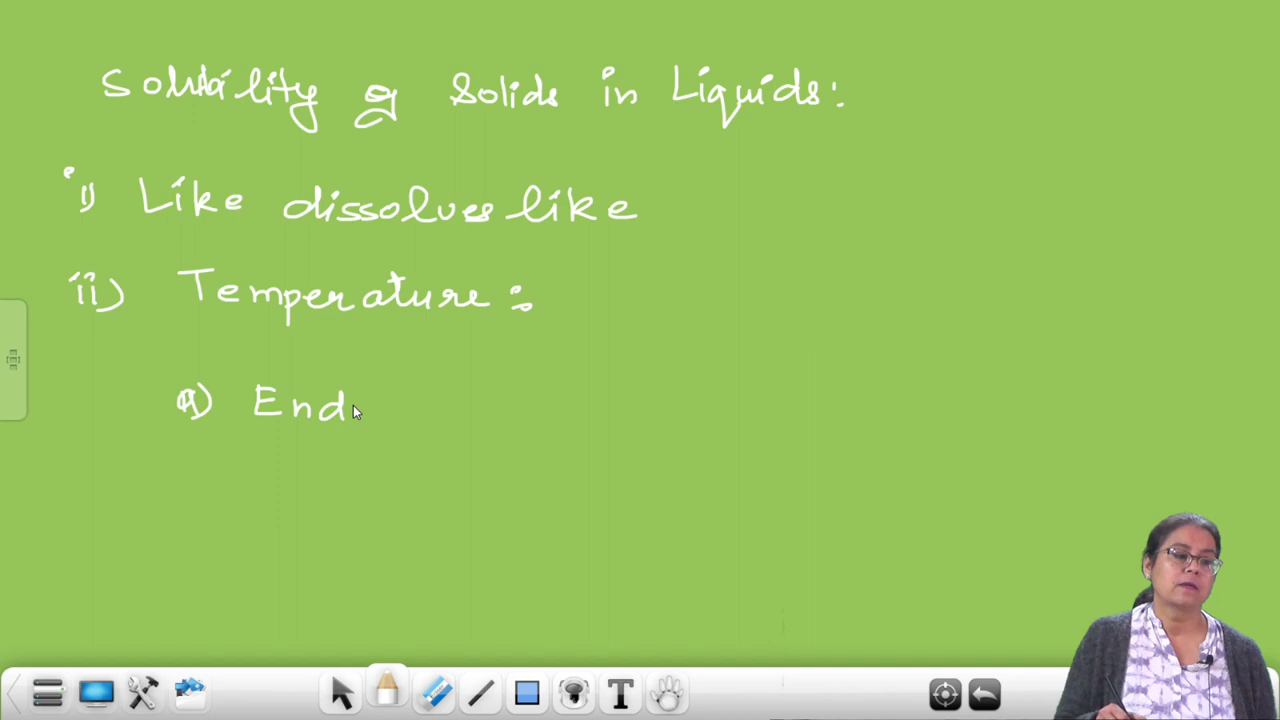 Solubility of Solids in Liquids:
i) Like dissolves like
ii) Temperature :
a) End